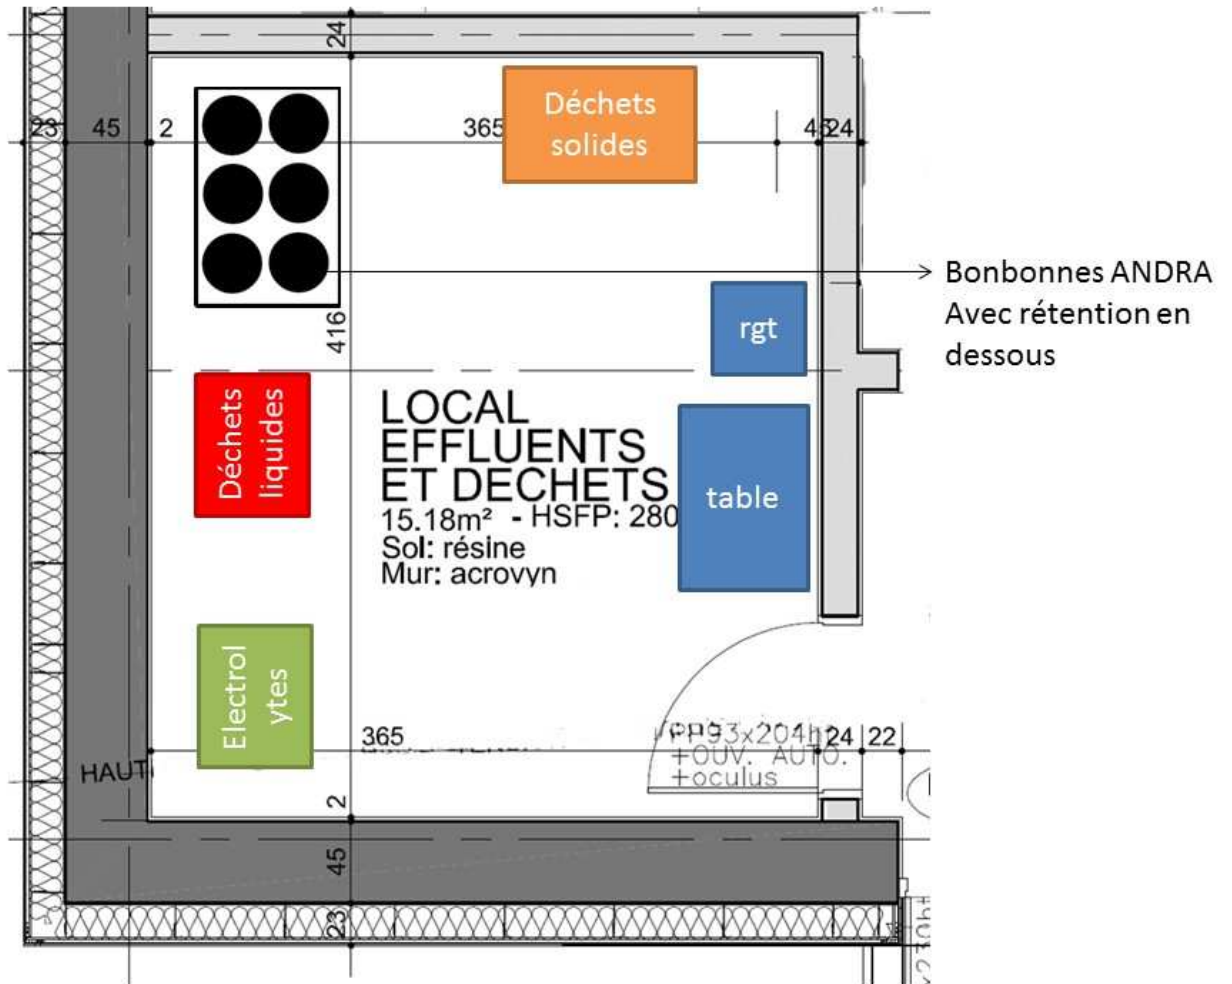 24
Déchets
solides
23 45 2 365 45 24
Bonbonnes ANDRA
Avec rétention en
dessous
rgt
416
Déchets
liquides
LOCAL
EFFLUENTS
ET DECHETS
15.18m² - HSFP: 280
Sol: résine
Mur: acrovyn
table
Electrol
ytes
365
PP93x204ht
24 22
+OUV. AUTO.
+oculus
HAUT
2
45
23